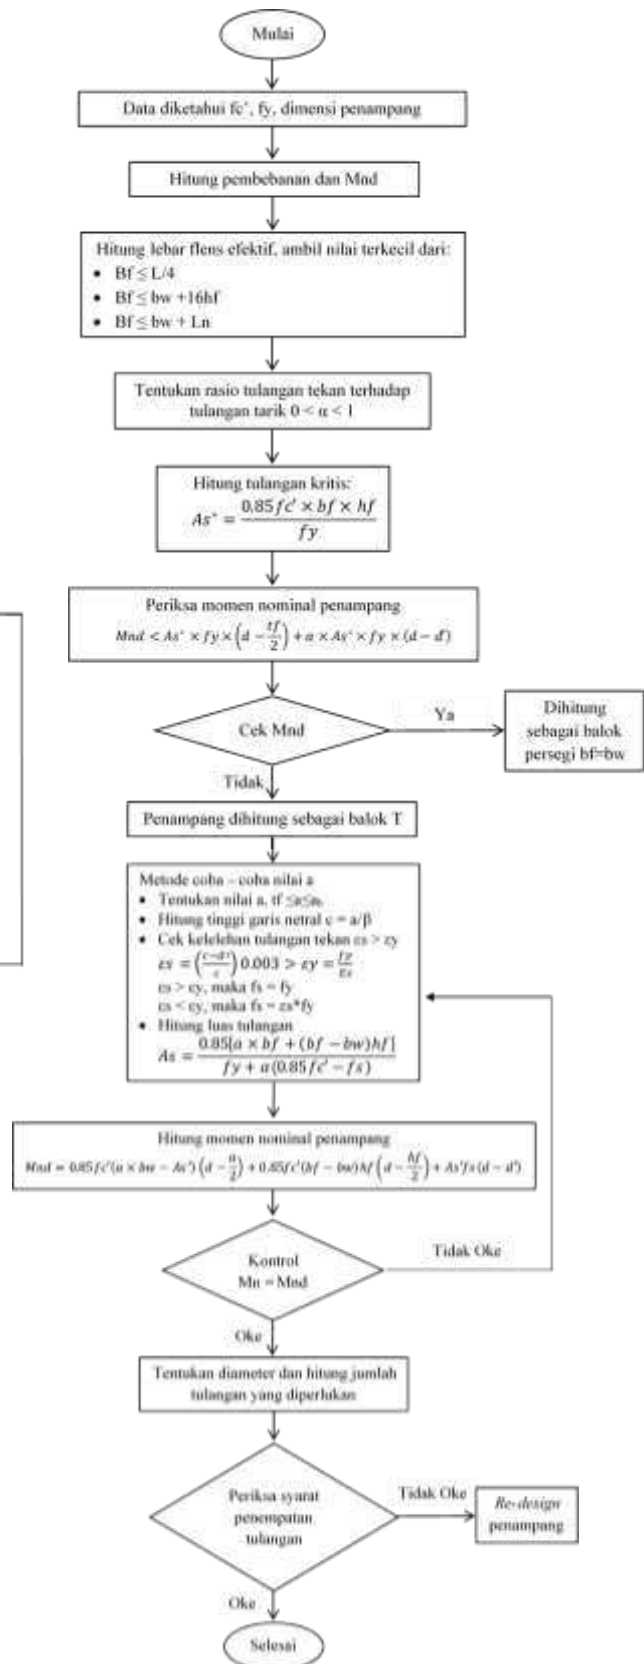 Mulai
Data diketahui fc', fy, dimensi penampang
Hitung pembebanan dan Mnd
Hitung lebar flens efektif, ambil nilai terkecil dari:
• Bf ≤ L/4
• Bf ≤ bw +16hf
• Bf ≤ bw + Ln
Tentukan rasio tulangan tekan terhadap
tulangan tarik 0 < α < 1
Hitung tulangan kritis:
As* = 0,85 fc' × bf × hf / fy
Periksa momen nominal penampang
Mnd < As* × fy × (d − tf/2) + α × As* × fy × (d − d')
Cek Mnd
Ya
Dihitung
sebagai balok
persegi bf=bw
Tidak
Penampang dihitung sebagai balok T
Metode coba – coba nilai a
• Tentukan nilai a, tf ≤a≤
• Hitung tinggi garis netral c = a/β
• Cek kelelehan tulangan tekan εs > εy
εs = (c−d'/c) 0.003 > εy = fy/Es
εs > εy, maka fs = fy
εs < εy, maka fs = εs*fy
• Hitung luas tulangan
As = 0.85[a × bf + (bf − bw)hf] / fy + α(0.85fc' − fs)
Hitung momen nominal penampang
Mnd = 0.85fc'(a × bw − As')(d − a/2) + 0.85fc'(bf − bw)hf(d − hf/2) + As'fs(d − d')
Kontrol
Mn = Mnd
Tidak Oke
Oke
Tentukan diameter dan hitung jumlah
tulangan yang diperlukan
Periksa syarat
penempatan
tulangan
Tidak Oke
Re-design
penampang
Oke
Selesai